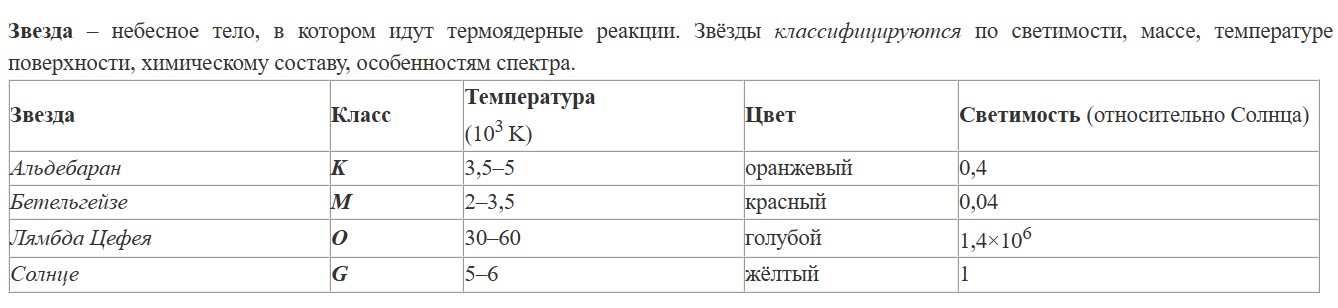 Звезда – небесное тело, в котором идут термоядерные реакции. Звёзды классифицируются по светимости, массе, температуре
поверхности, химическому составу, особенностям спектра.
Звезда Класс Температура (10³ K) Цвет Светимость (относительно Солнца)
Альдебаран K 3,5–5 оранжевый 0,4
Бетельгейзе M 2–3,5 красный 0,04
Лямбда Цефея O 30–60 голубой 1,4×10⁶
Солнце G 5–6 жёлтый 1